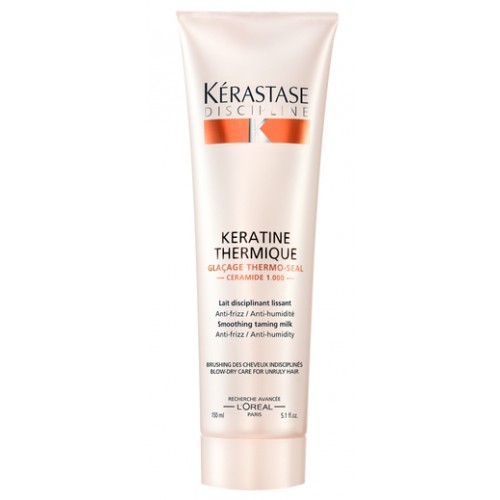 KÉRASTASE
DISCIPLINE
K
KERATINE
THERMIQUE
GLAÇAGE THERMO-SEAL
— CERAMIDE 1.000 —
Lait disciplinant lissant
Anti-frizz / Anti-humidité
Smoothing taming milk
Anti-frizz / Anti-humidity
BRUSHING DES CHEVEUX INDISCIPLINÉS
BLOW-DRY CARE FOR UNRULY HAIR
RECHERCHE AVANCÉE
— L'ORÉAL —
PARIS
150 ml 5.1 fl. oz.